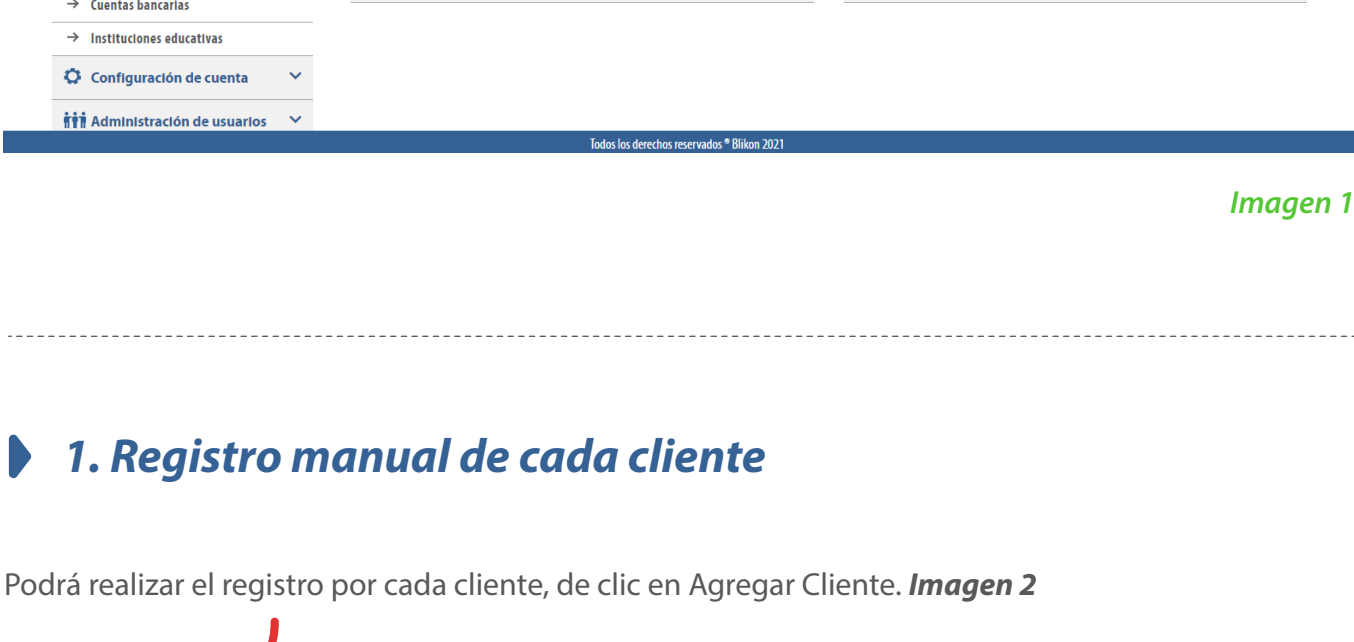 Cuentas bancarias
Instituciones educativas
Configuración de cuenta
Administración de usuarios
Todos los derechos reservados ® Blikon 2021
Imagen 1
1. Registro manual de cada cliente
Podrá realizar el registro por cada cliente, de clic en Agregar Cliente. Imagen 2